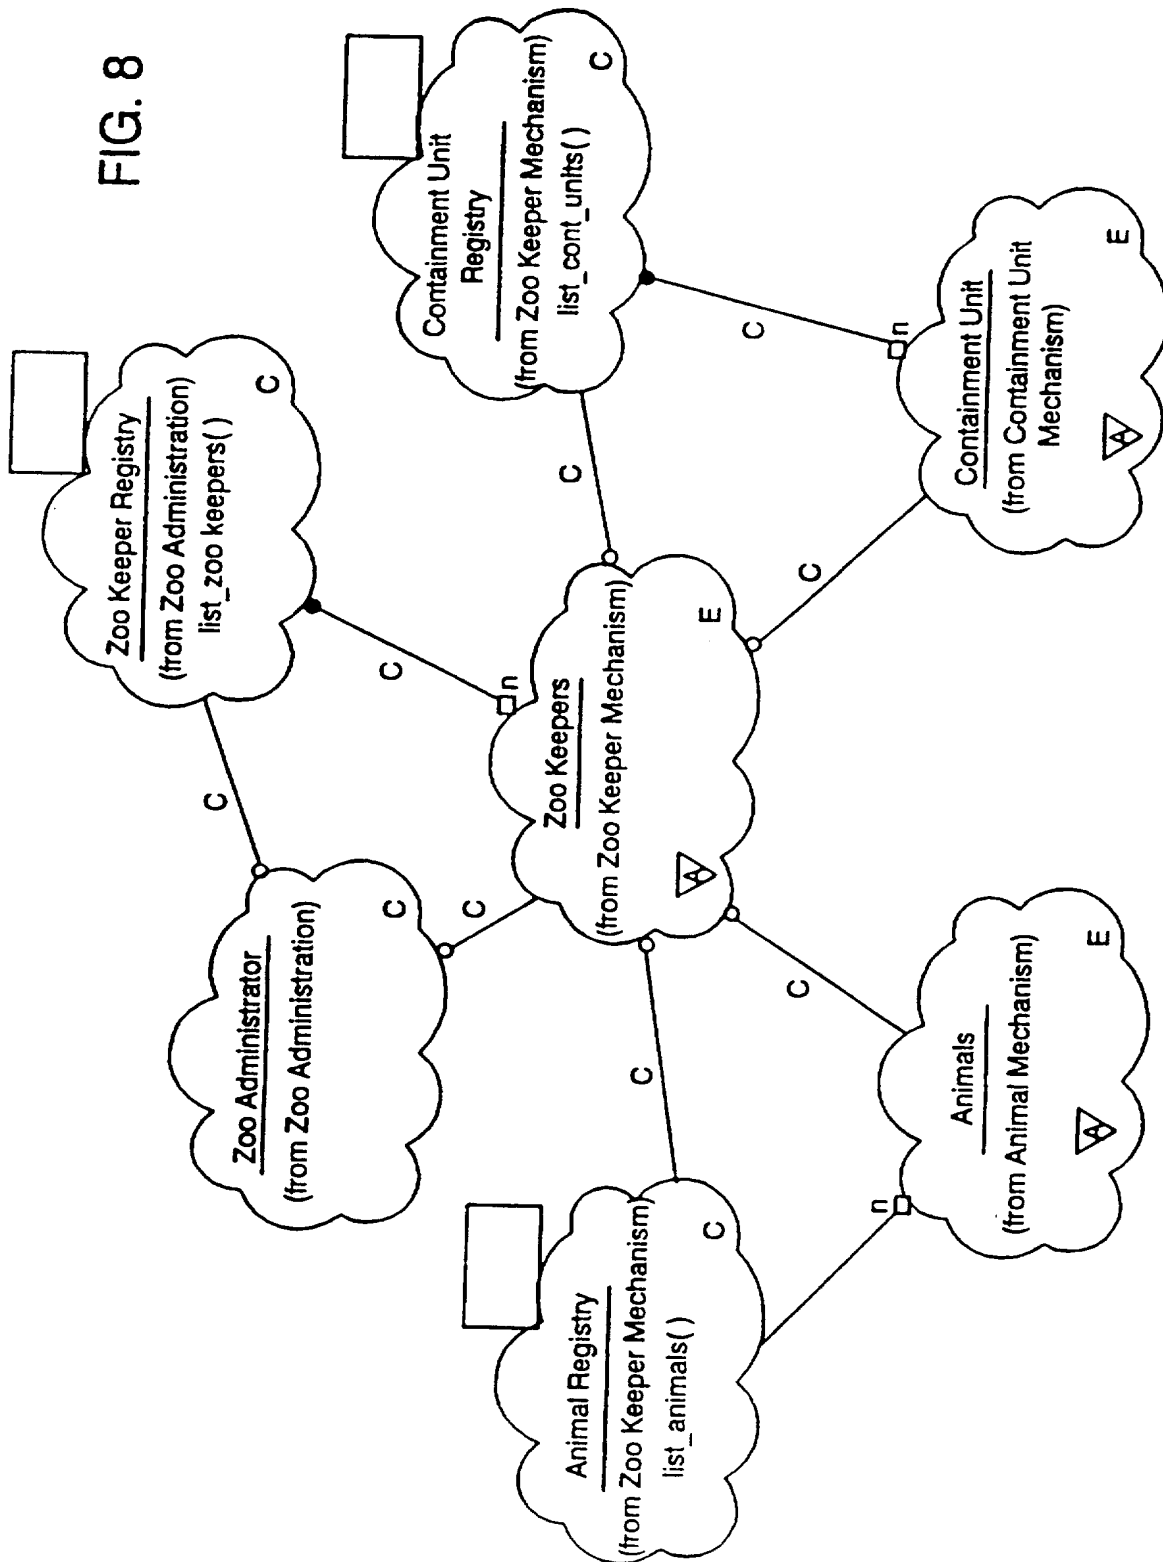 FIG. 8
Zoo Administrator
(from Zoo Administration)
C
C
Zoo Keeper Registry
(from Zoo Administration)
list_zoo keepers( )
C
C
C
n
Animal Registry
(from Zoo Keeper Mechanism)
list_animals( )
C
C
Zoo Keepers
(from Zoo Keeper Mechanism)
A
E
C
Containment Unit
Registry
(from Zoo Keeper Mechanism)
list_cont_units( )
C
n
C
C
C
n
Animals
(from Animal Mechanism)
A
E
Containment Unit
(from Containment Unit
Mechanism)
A
E